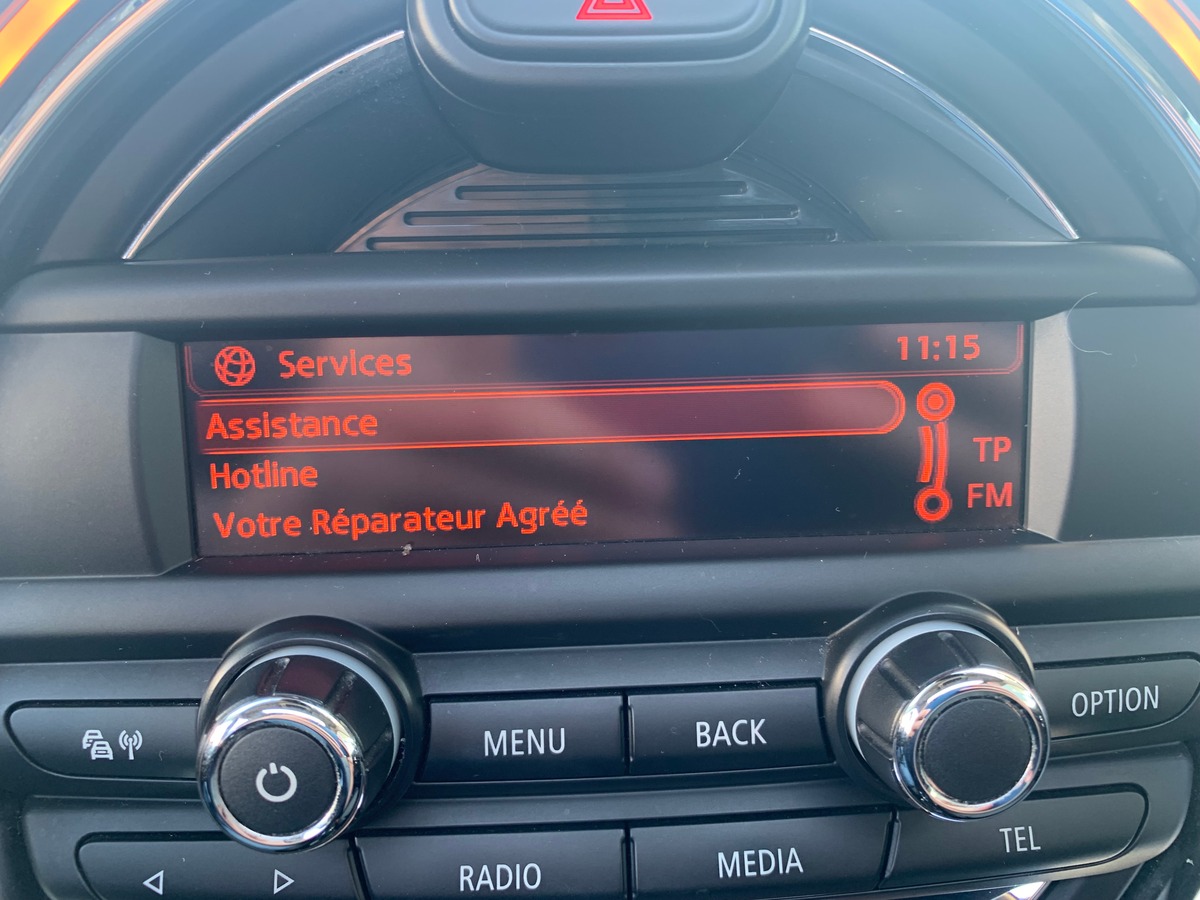 Services 11:15
Assistance
Hotline
Votre Réparateur Agréé
TP
FM
MENU
BACK
OPTION
RADIO
MEDIA
TEL